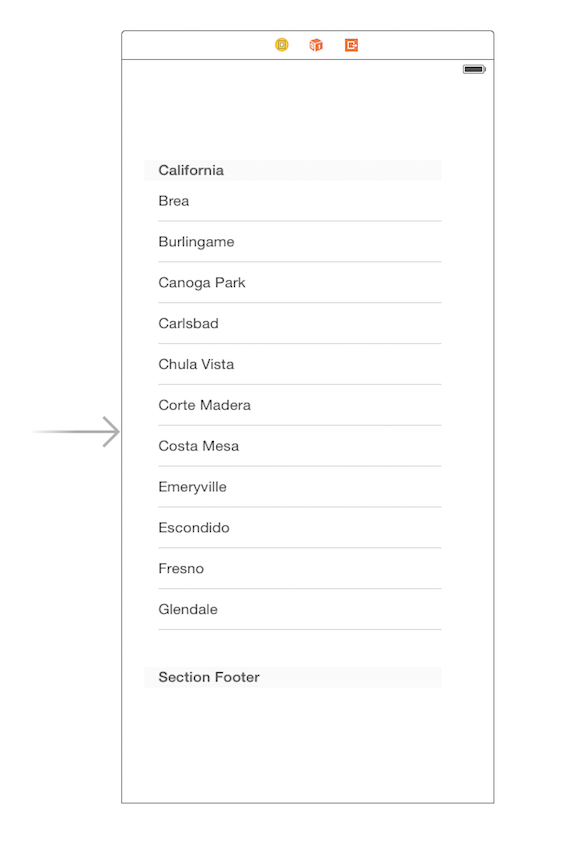 California
Brea
Burlingame
Canoga Park
Carlsbad
Chula Vista
Corte Madera
Costa Mesa
Emeryville
Escondido
Fresno
Glendale
Section Footer